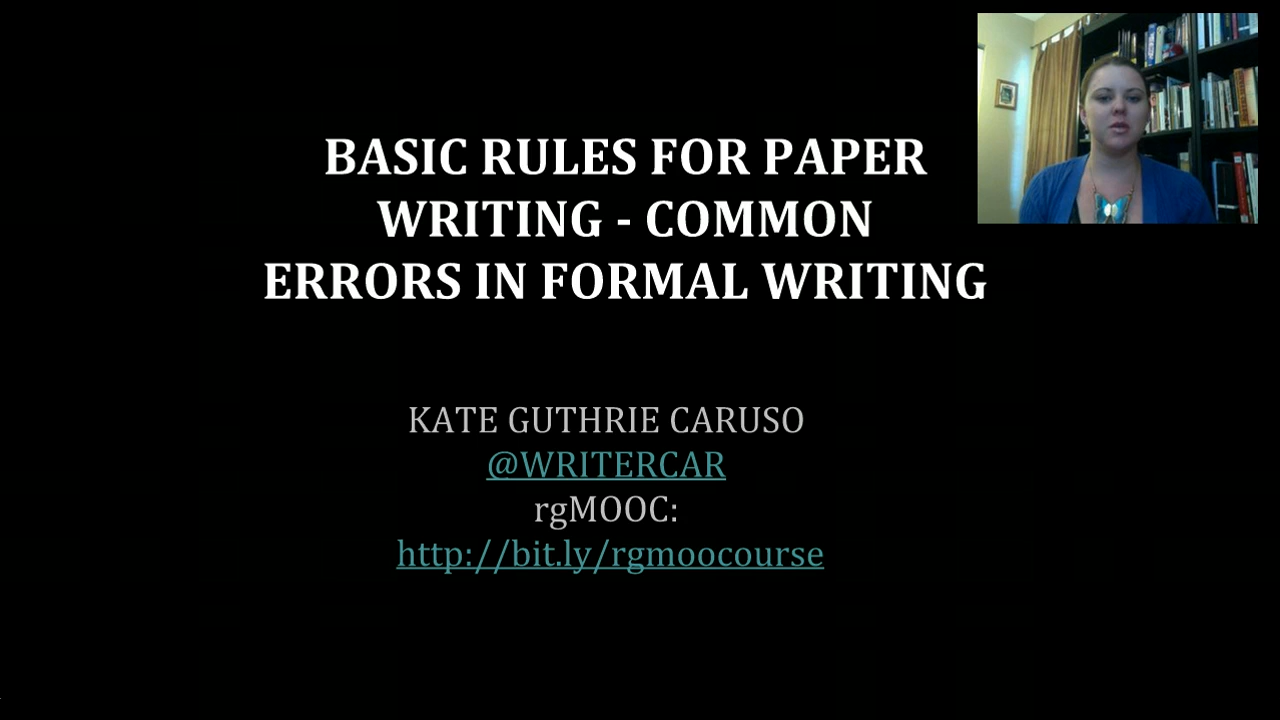 BASIC RULES FOR PAPER
WRITING - COMMON
ERRORS IN FORMAL WRITING
KATE GUTHRIE CARUSO
@WRITERCAR
rgMOOC:
http://bit.ly/rgmoocourse